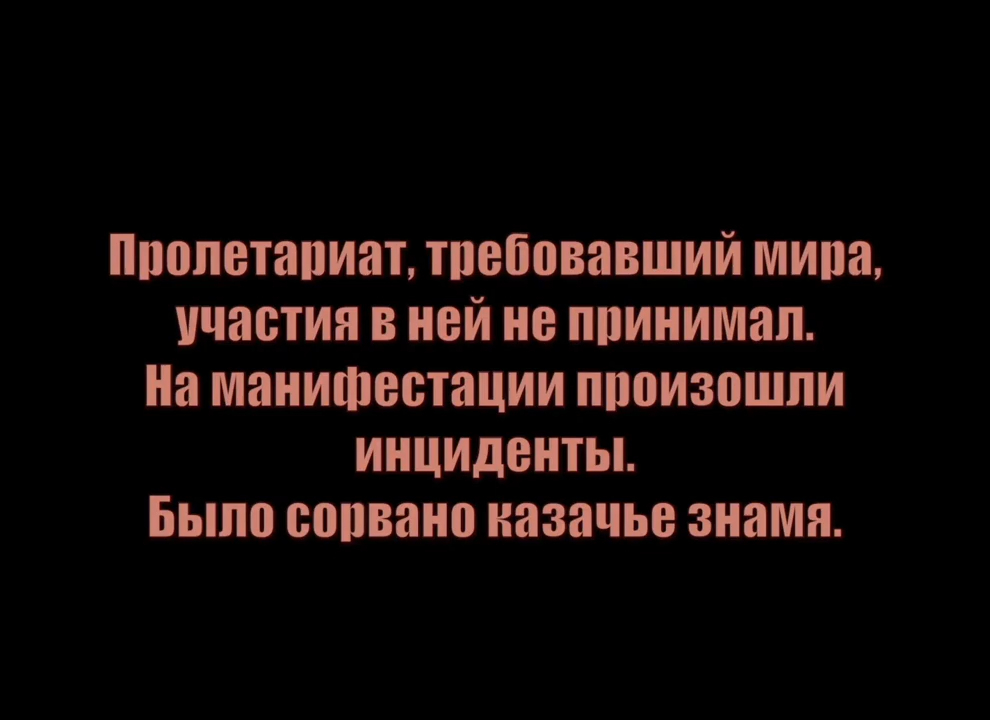 Пролетариат, требовавший мира,
участия в ней не принимал.
На манифестации произошли
инциденты.
Было сорвано казачье знамя.